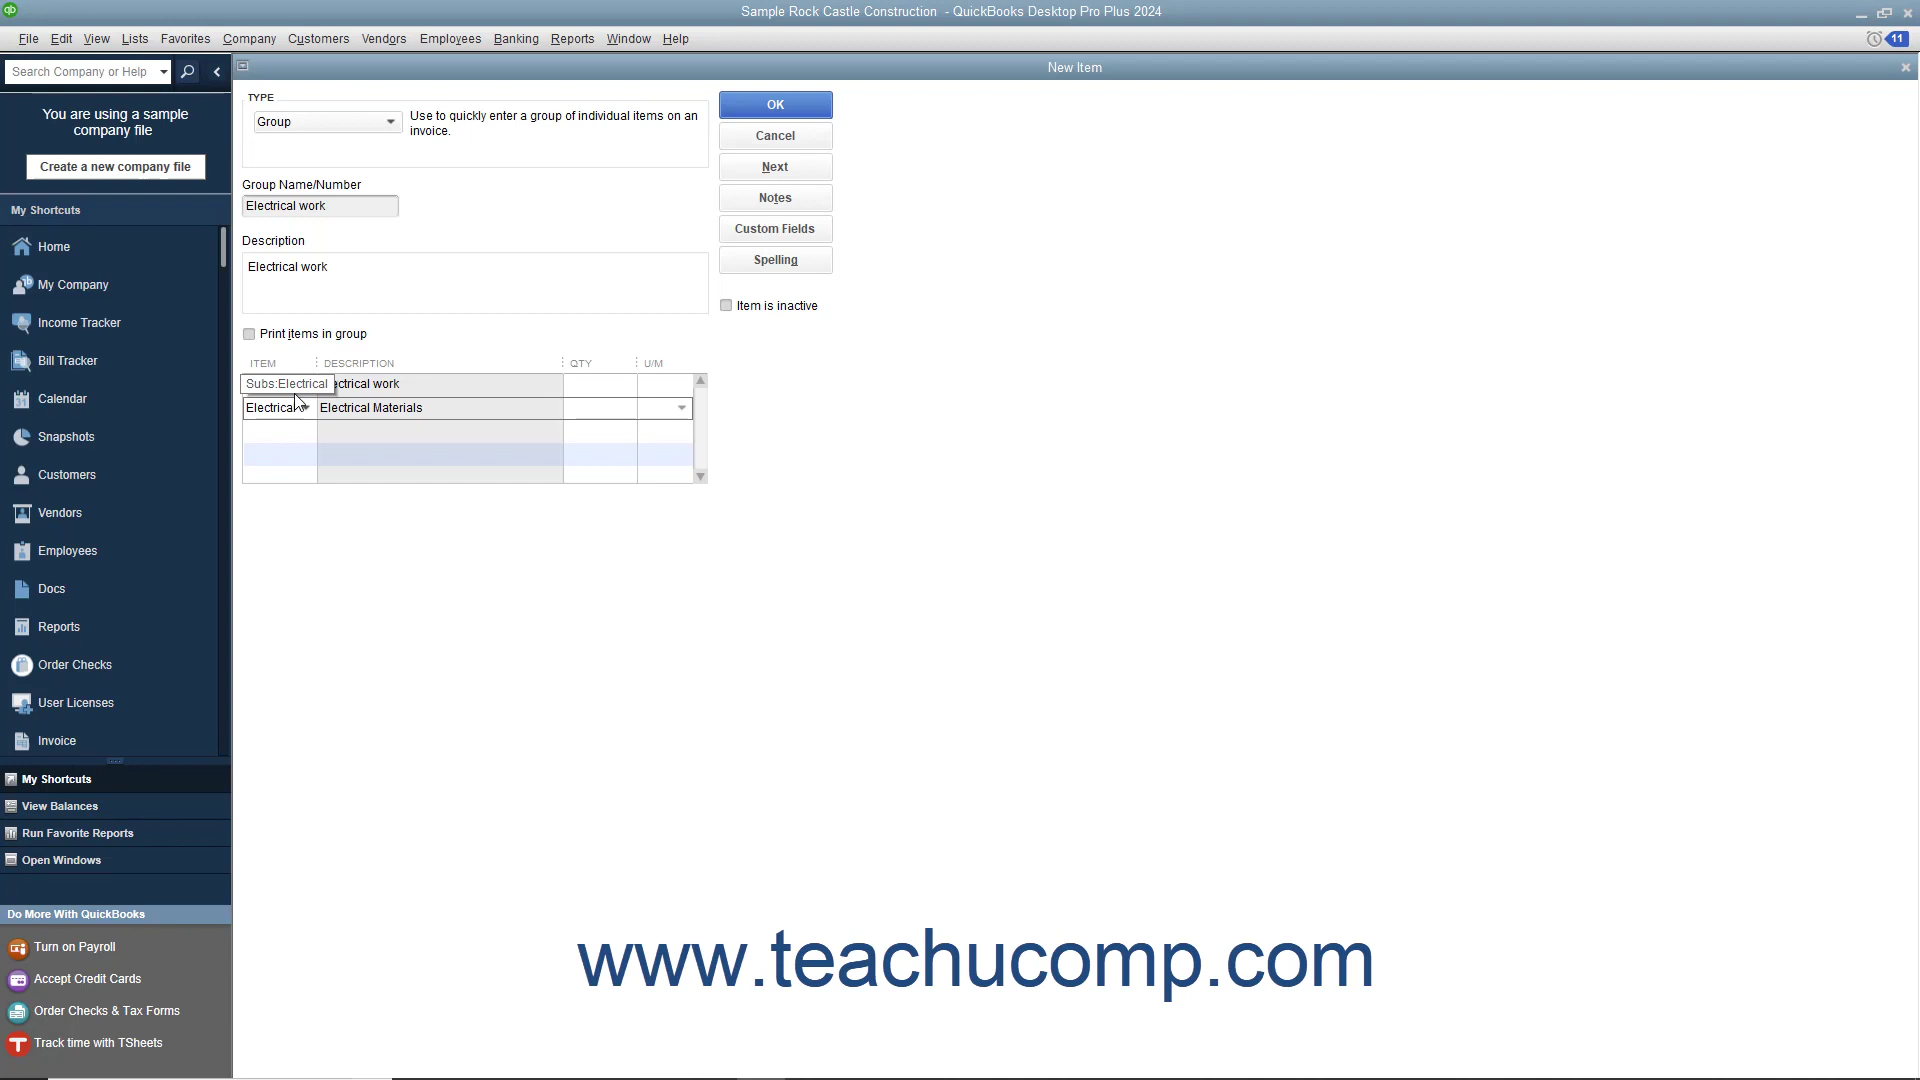 Sample Rock Castle Construction - QuickBooks Desktop Pro Plus 2024
File Edit View Lists Favorites Company Customers Vendors Employees Banking Reports Window Help
11
Search Company or Help
New Item
You are using a sample
company file
Create a new company file
My Shortcuts
Home
My Company
Income Tracker
Bill Tracker
31
Calendar
Snapshots
Customers
Vendors
Employees
Docs
Reports
Order Checks
User Licenses
Invoice
My Shortcuts
View Balances
Run Favorite Reports
Open Windows
Do More With QuickBooks
Turn on Payroll
Accept Credit Cards
Order Checks & Tax Forms
Track time with TSheets
TYPE
Group
Use to quickly enter a group of individual items on an
invoice.
Group Name/Number
Electrical work
Description
Electrical work
Print items in group
ITEM DESCRIPTION QTY U/M
Subs:Electrical ectrical work
Electrical Electrical Materials
OK
Cancel
Next
Notes
Custom Fields
Spelling
Item is inactive
www.teachucomp.com